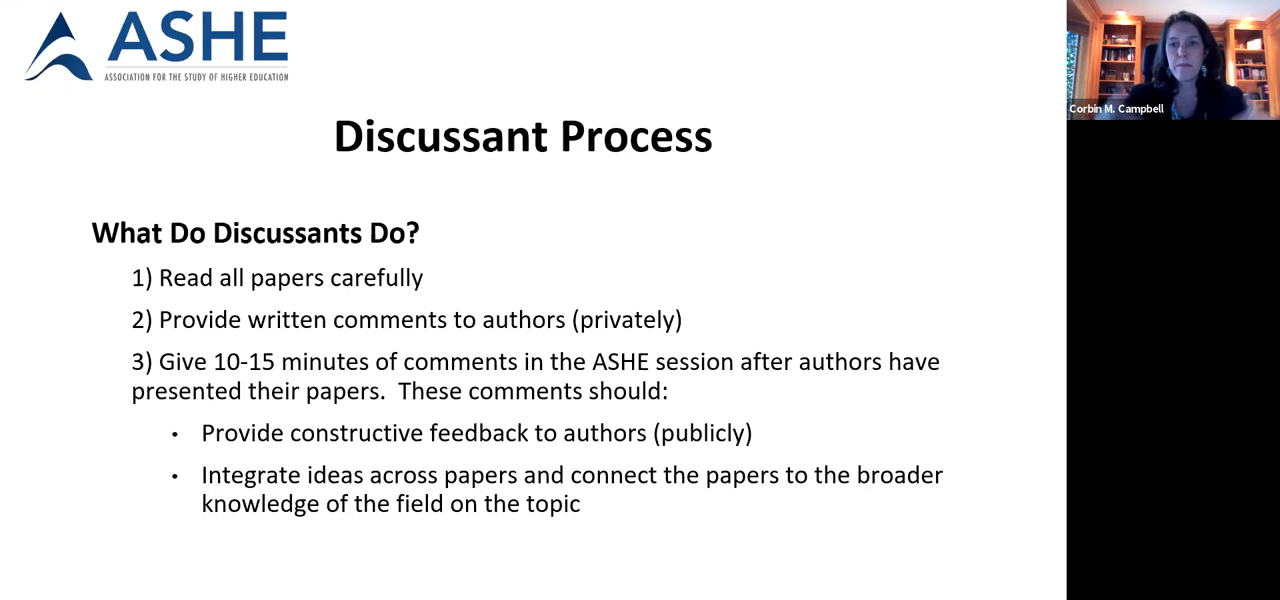 ASHE
ASSOCIATION FOR THE STUDY OF HIGHER EDUCATION
Corbin M. Campbell
Discussant Process
What Do Discussants Do?
1) Read all papers carefully
2) Provide written comments to authors (privately)
3) Give 10-15 minutes of comments in the ASHE session after authors have
presented their papers.  These comments should:
• Provide constructive feedback to authors (publicly)
• Integrate ideas across papers and connect the papers to the broader
knowledge of the field on the topic